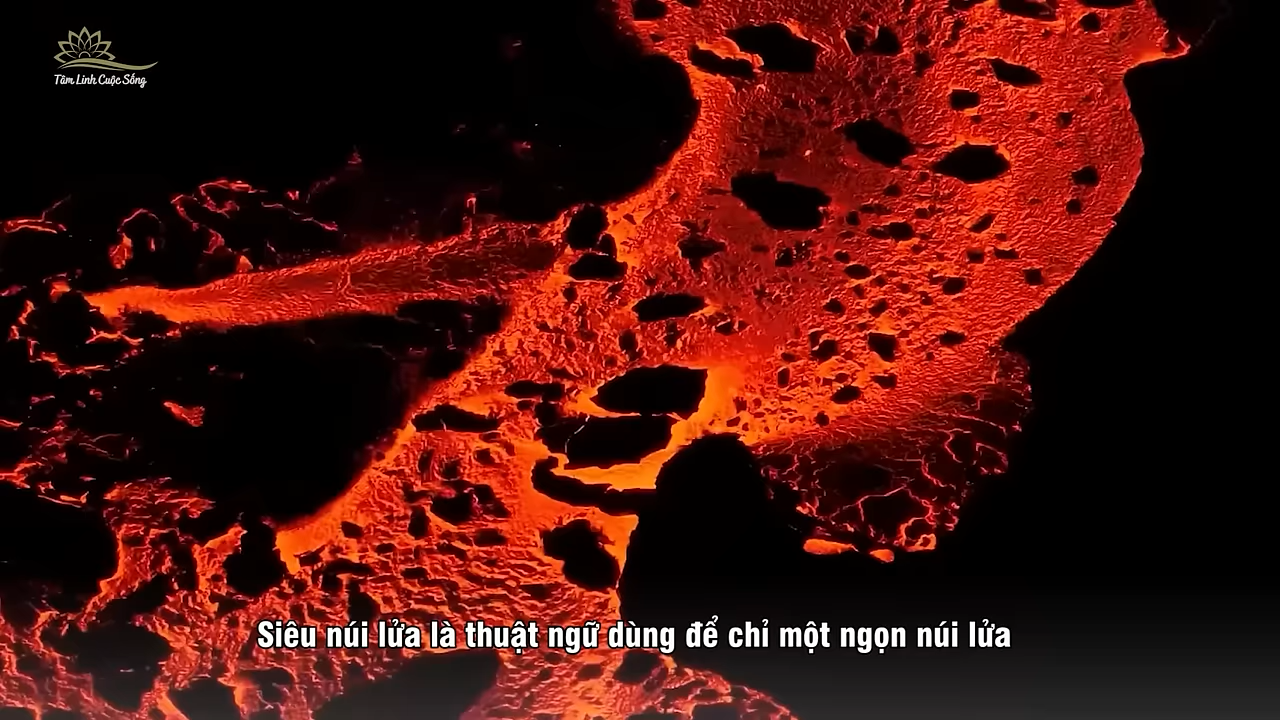 Tâm Linh Cuộc Sống
Siêu núi lửa là thuật ngữ dùng để chỉ một ngọn núi lửa